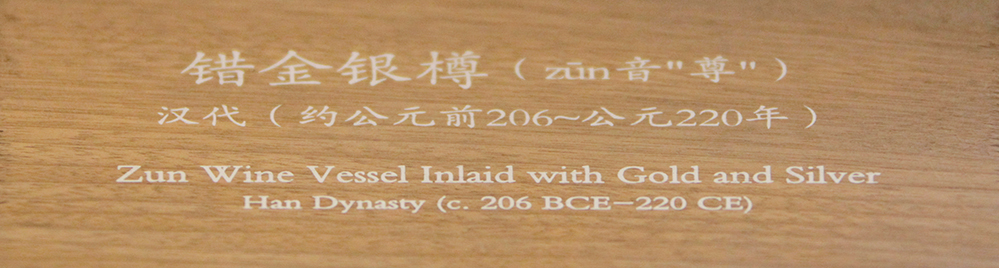 错金银樽（zūn音"尊"）
汉代（约公元前206~公元220年）
Zun Wine Vessel Inlaid with Gold and Silver
Han Dynasty (c. 206 BCE–220 CE)